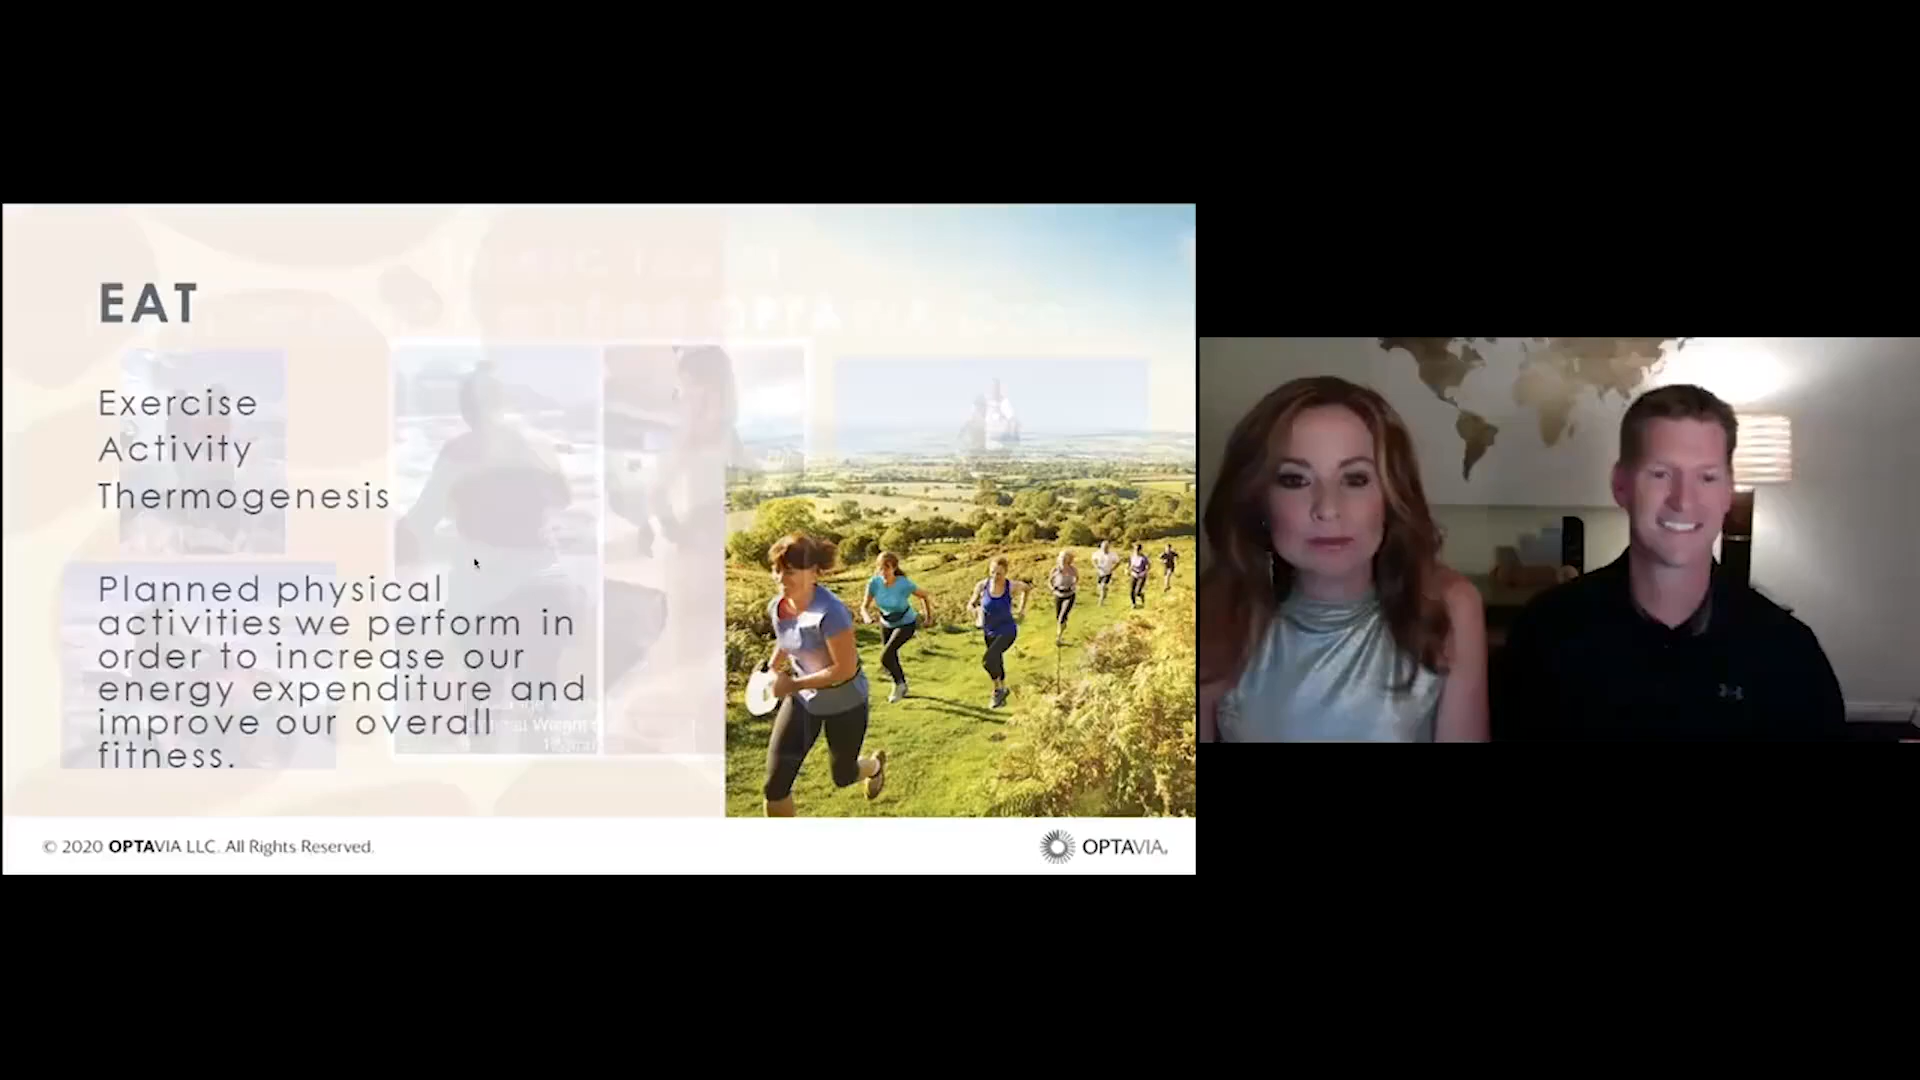 EAT
Exercise
Activity
Thermogenesis
Planned physical
activities we perform in
order to increase our
energy expenditure and
improve our overall
fitness.
© 2020 OPTAVIA LLC. All Rights Reserved.
OPTAVIA